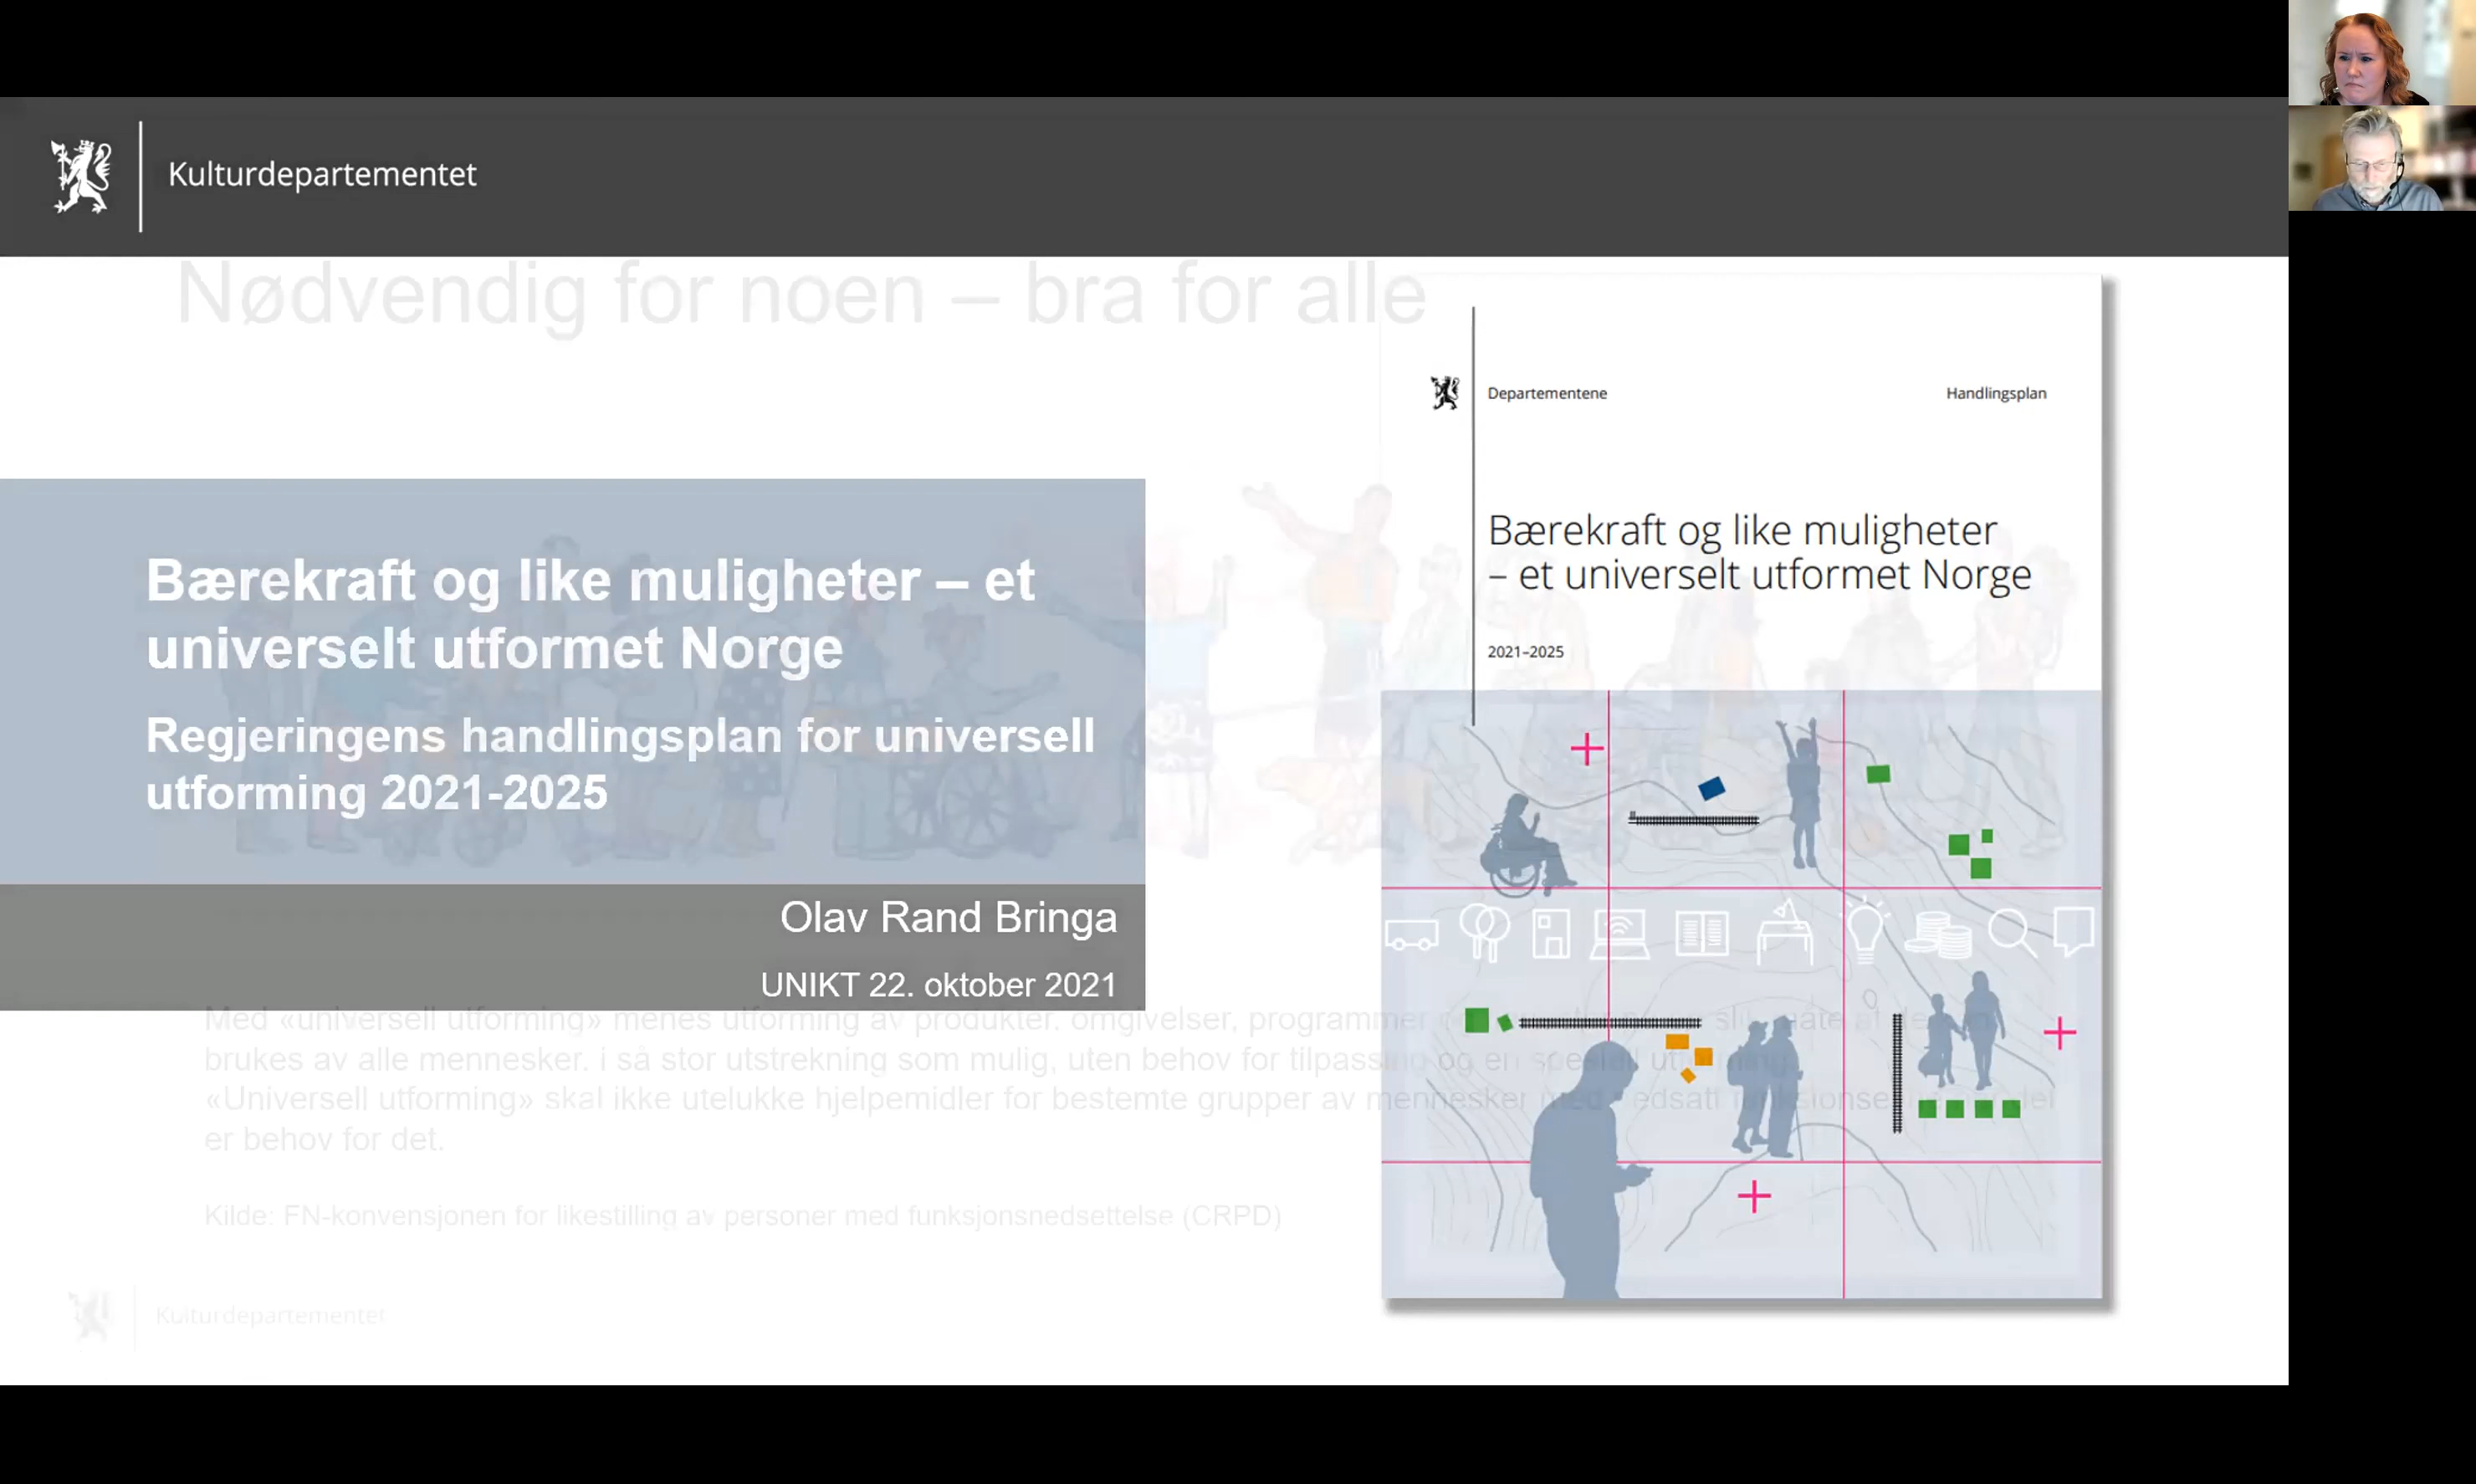 Kulturdepartementet
Nødvendig for noen – bra for alle
Departementene
Handlingsplan
Bærekraft og like muligheter
– et universelt utformet Norge
2021–2025
Bærekraft og like muligheter – et
universelt utformet Norge
Regjeringens handlingsplan for universell
utforming 2021-2025
Olav Rand Bringa
UNIKT 22. oktober 2021
Med «universell utforming» menes utforming av produkter, omgivelser, programmer
brukes av alle mennesker, i så stor utstrekning som mulig, uten behov for tilpassing og en
«Universell utforming» skal ikke utelukke hjelpemidler for bestemte grupper av mennesker
er behov for det.
Kilde: FN-konvensjonen for likestilling av personer med funksjonsnedsettelse (CRPD)
Kulturdepartementet